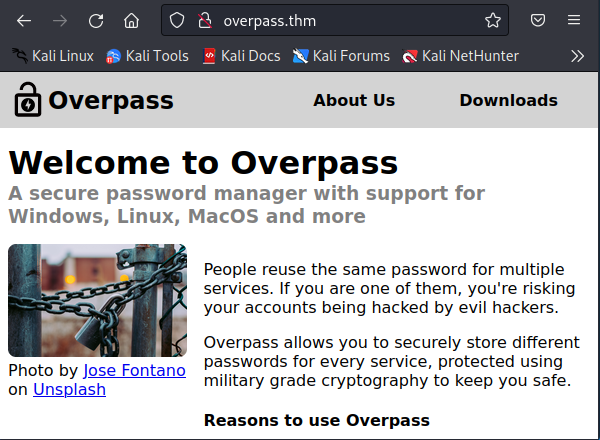 overpass.thm
Kali Linux Kali Tools Kali Docs Kali Forums Kali NetHunter
Overpass About Us Downloads
Welcome to Overpass
A secure password manager with support for
Windows, Linux, MacOS and more
People reuse the same password for multiple
services. If you are one of them, you're risking
your accounts being hacked by evil hackers.
Overpass allows you to securely store different
passwords for every service, protected using
military grade cryptography to keep you safe.
Photo by Jose Fontano
on Unsplash
Reasons to use Overpass